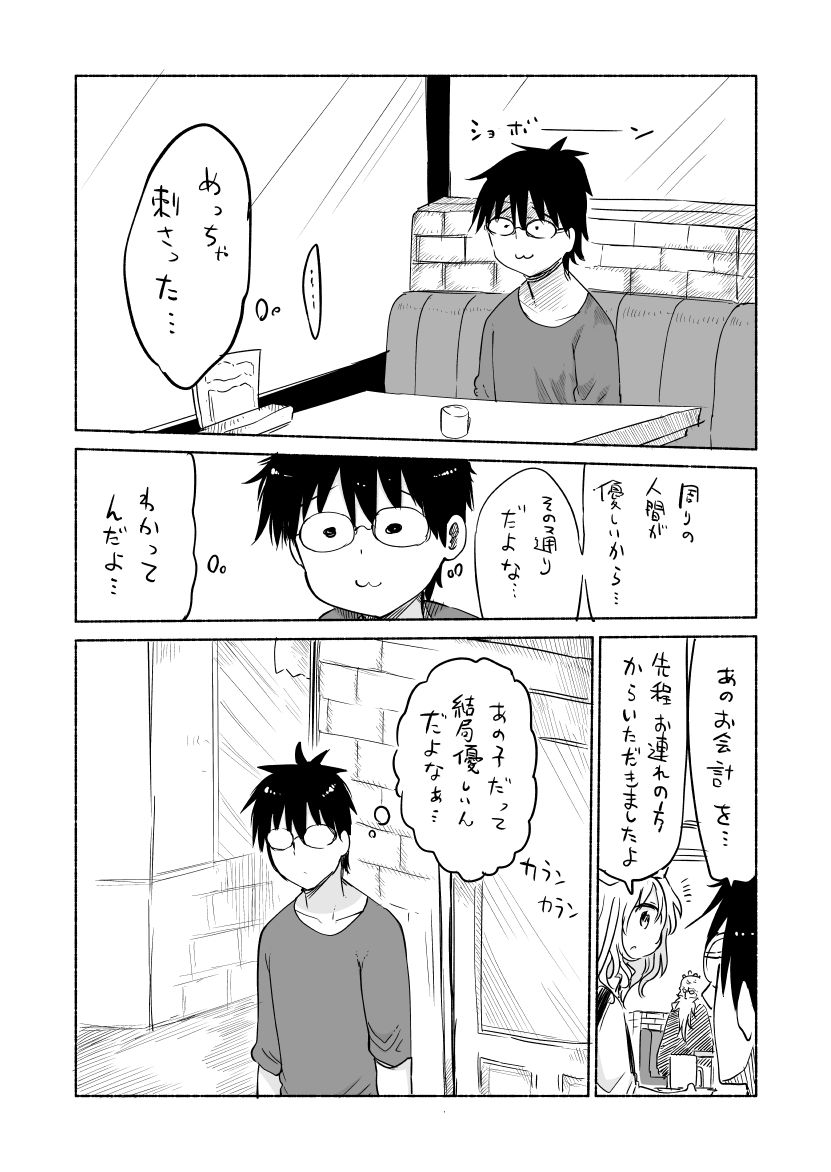 ショボーーーン
……
めっちゃ
刺さった…
周りの
人間が
優しいから…
その通り
だよな…
わかって
んだよ…
あのお会計を…
先程お連れの方
からいただきましたよ
あの子だって
結局優しいん
だよなぁ…
カラン
カラン